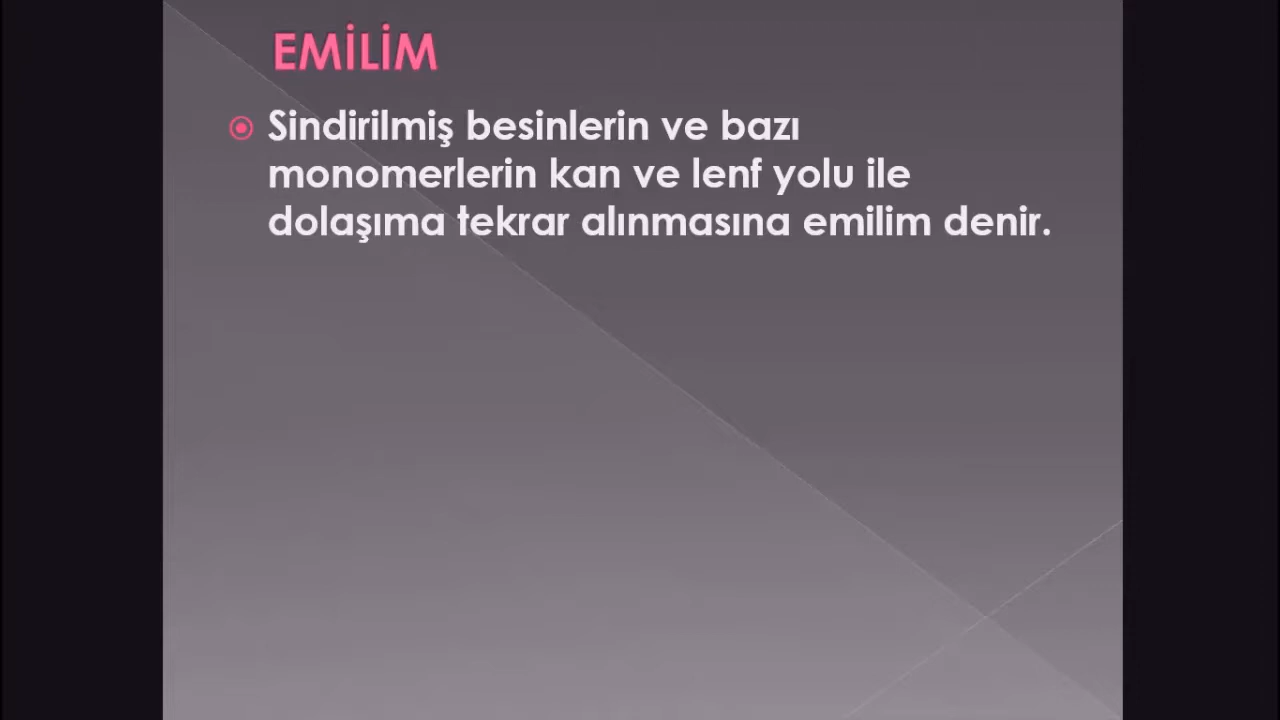 EMİLİM
Sindirilmiş besinlerin ve bazı
monomerlerin kan ve lenf yolu ile
dolaşıma tekrar alınmasına emilim denir.